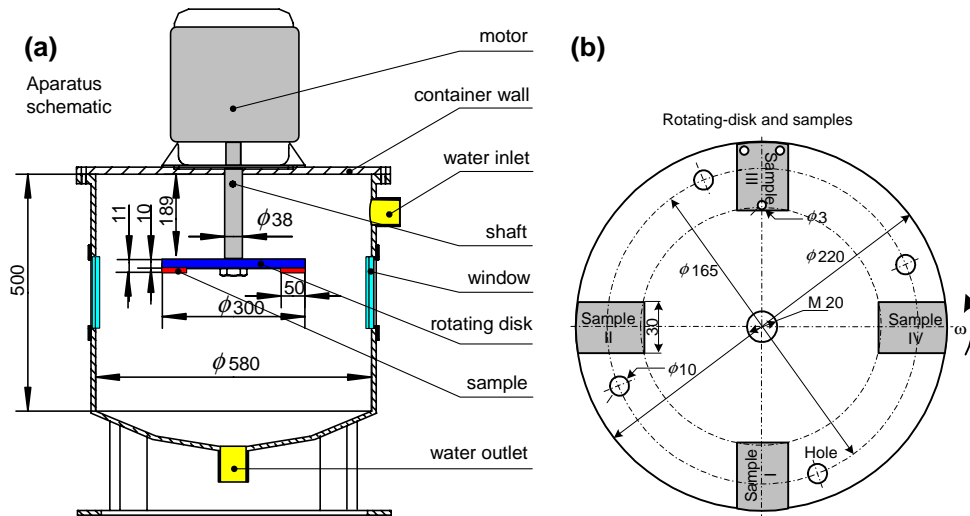 (a)
Aparatus
schematic
motor
container wall
water inlet
shaft
window
rotating disk
sample
water outlet
500
11
10
189
ϕ38
50
ϕ300
ϕ580
(b)
Rotating-disk and samples
Sample
III
ϕ3
ϕ220
ϕ165
M 20
Sample
II
30
Sample
IV
ω
ϕ10
Hole
Sample
I